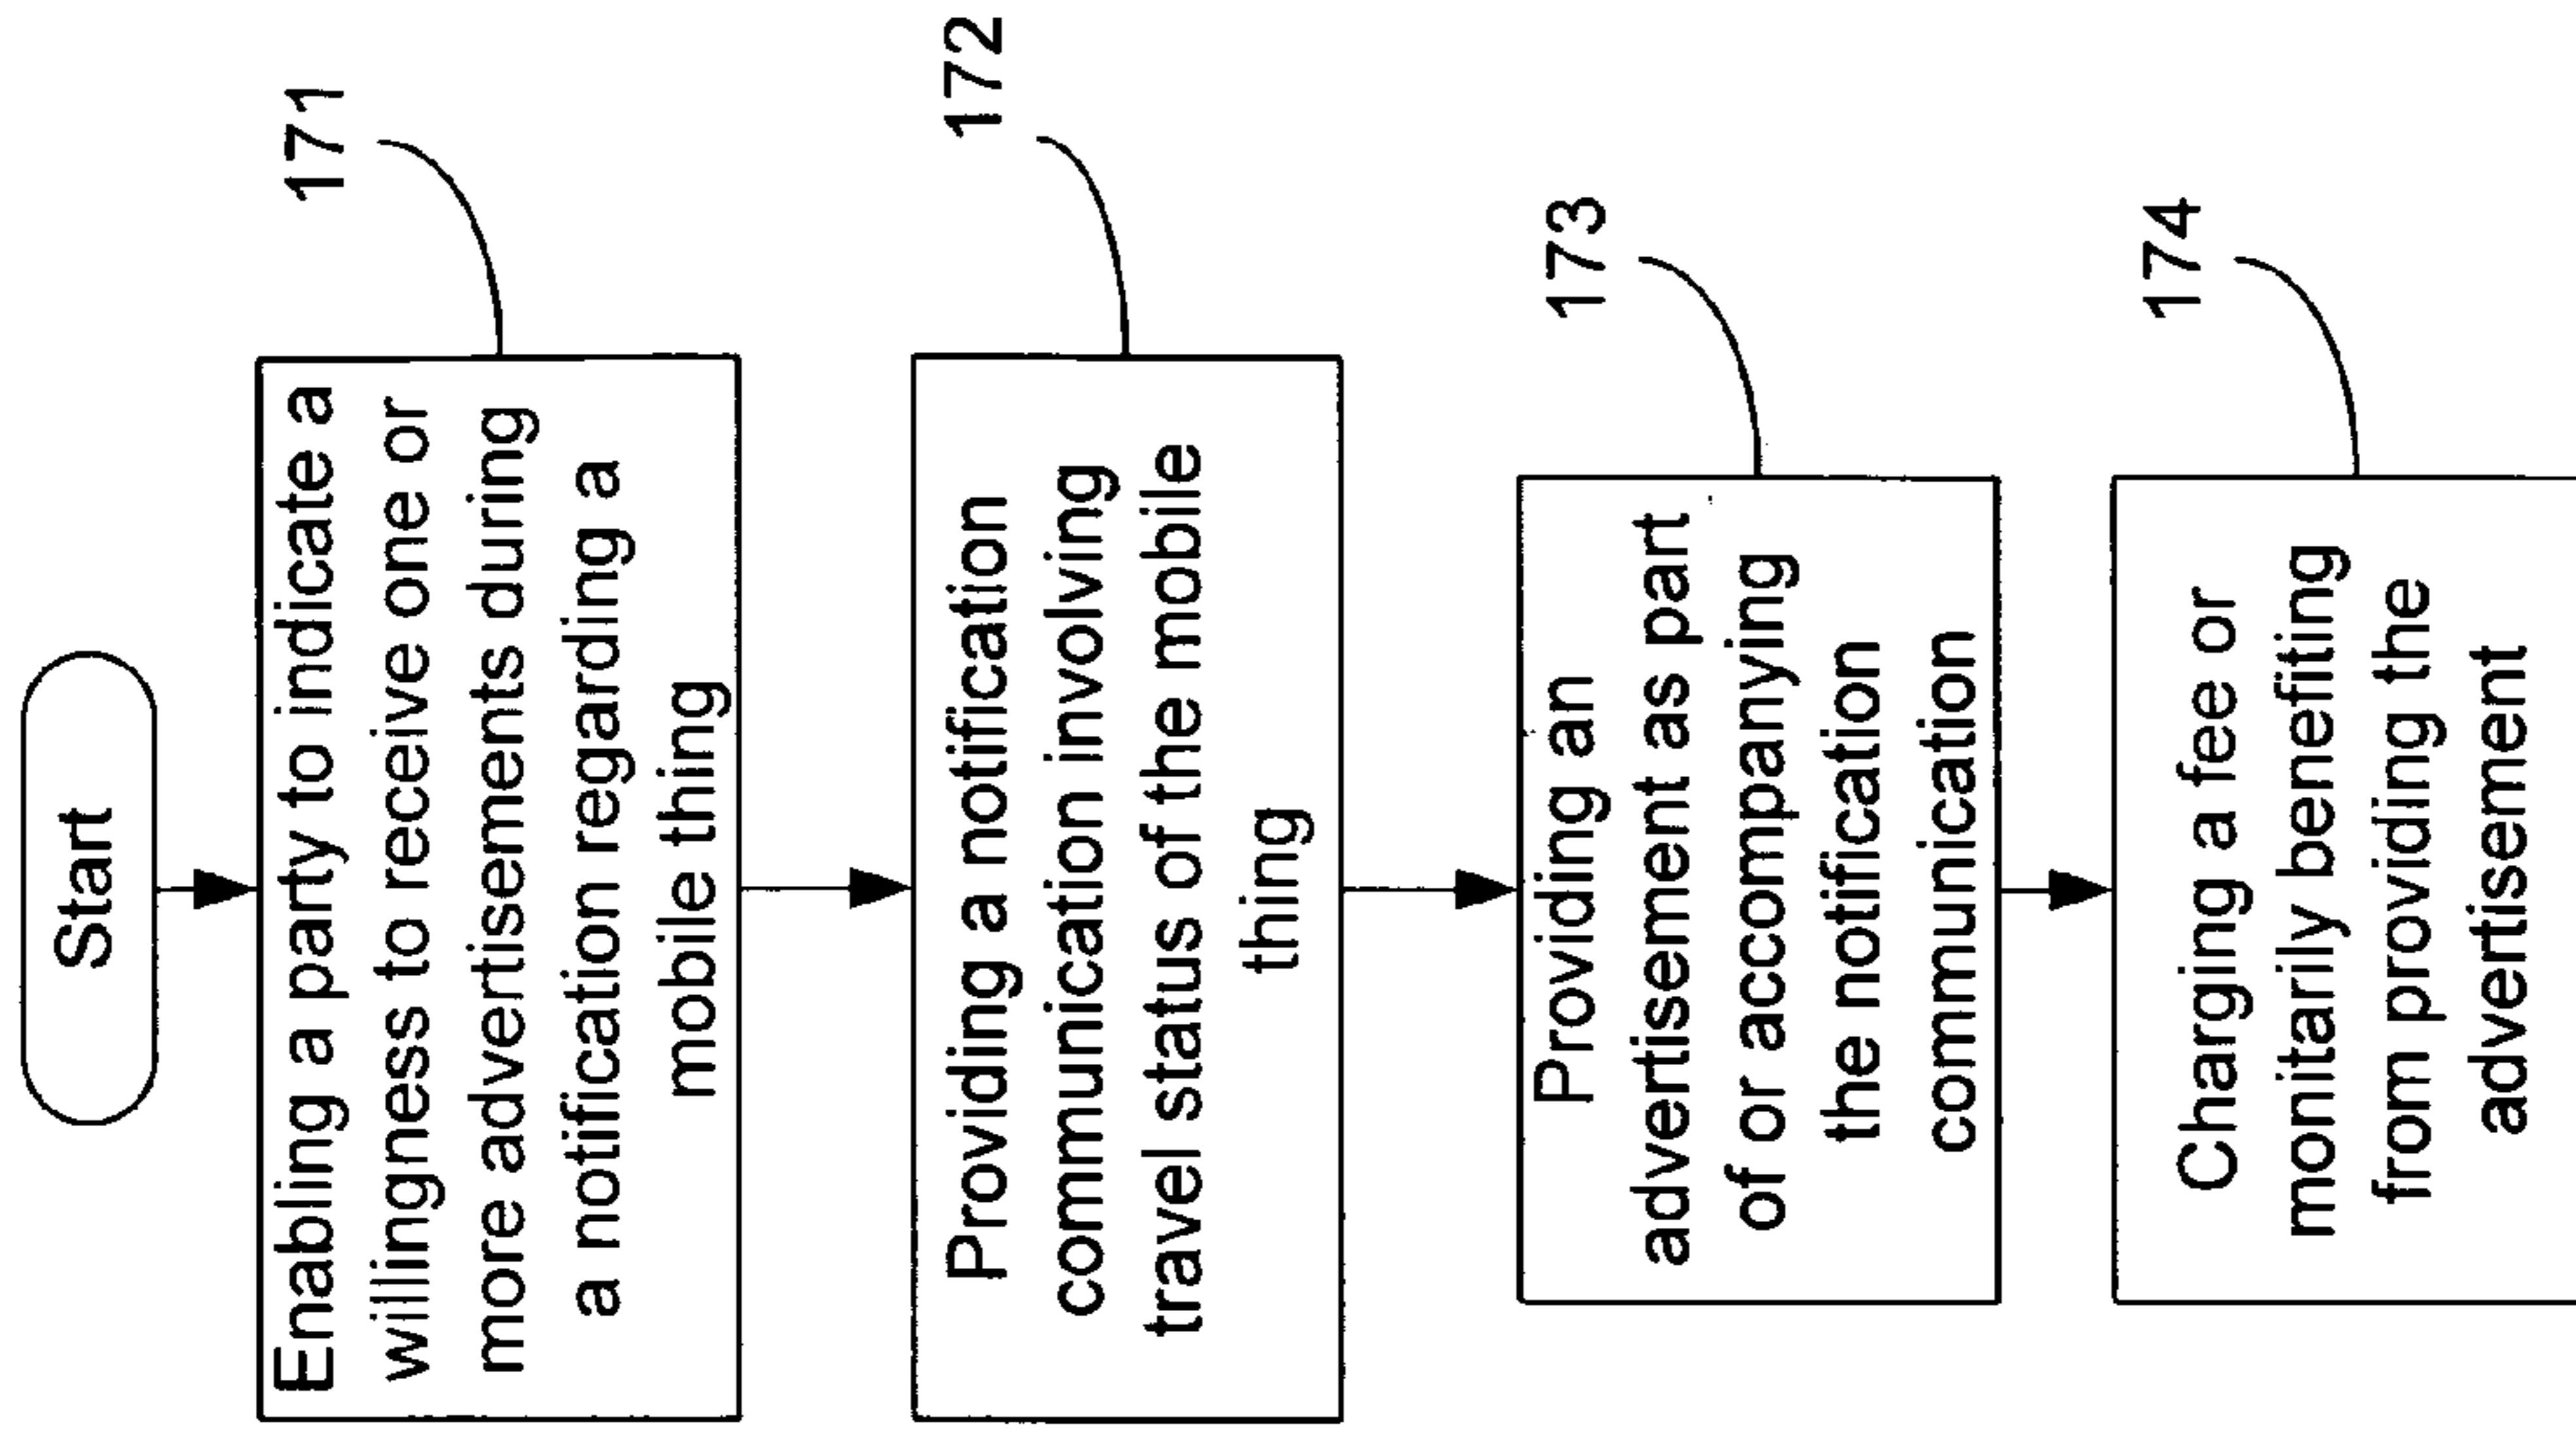 Start
171
Enabling a party to indicate a
willingness to receive one or
more advertisements during
a notification regarding a
mobile thing
172
Providing a notification
communication involving
travel status of the mobile
thing
173
Providing an
advertisement as part
of or accompanying
the notification
communication
174
Charging a fee or
monitarily benefiting
from providing the
advertisement